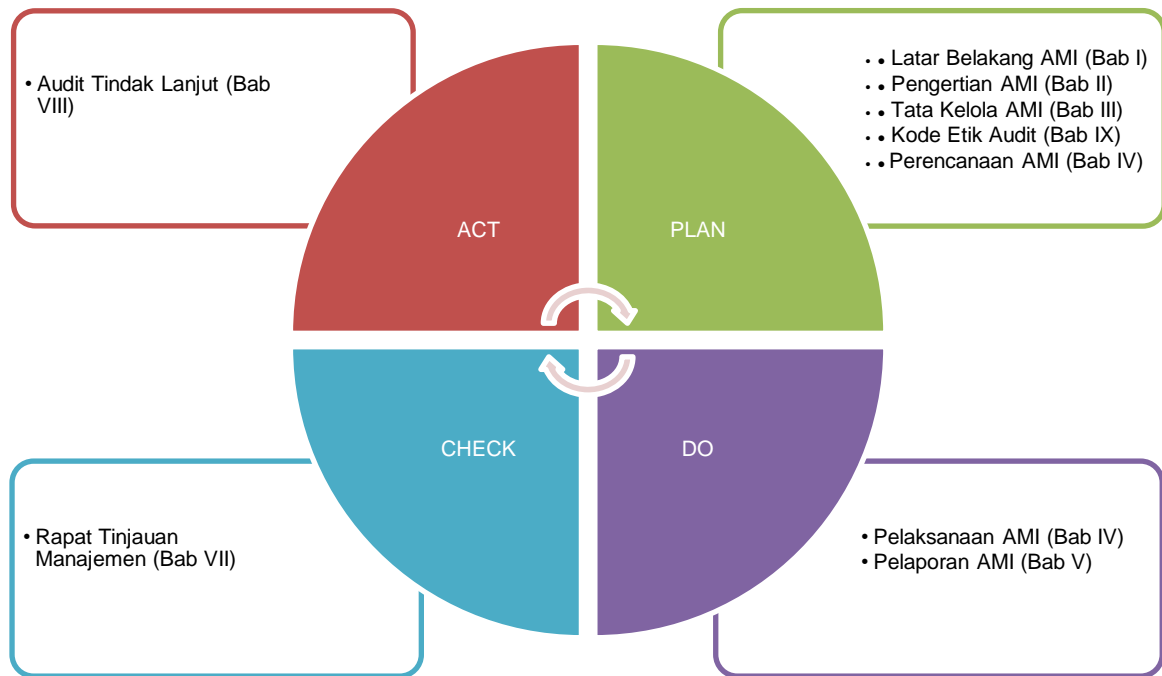 • Audit Tindak Lanjut (Bab
VIII)
• • Latar Belakang AMI (Bab I)
• • Pengertian AMI (Bab II)
• • Tata Kelola AMI (Bab III)
• • Kode Etik Audit (Bab IX)
• • Perencanaan AMI (Bab IV)
ACT
PLAN
CHECK
DO
• Rapat Tinjauan
Manajemen (Bab VII)
• Pelaksanaan AMI (Bab IV)
• Pelaporan AMI (Bab V)